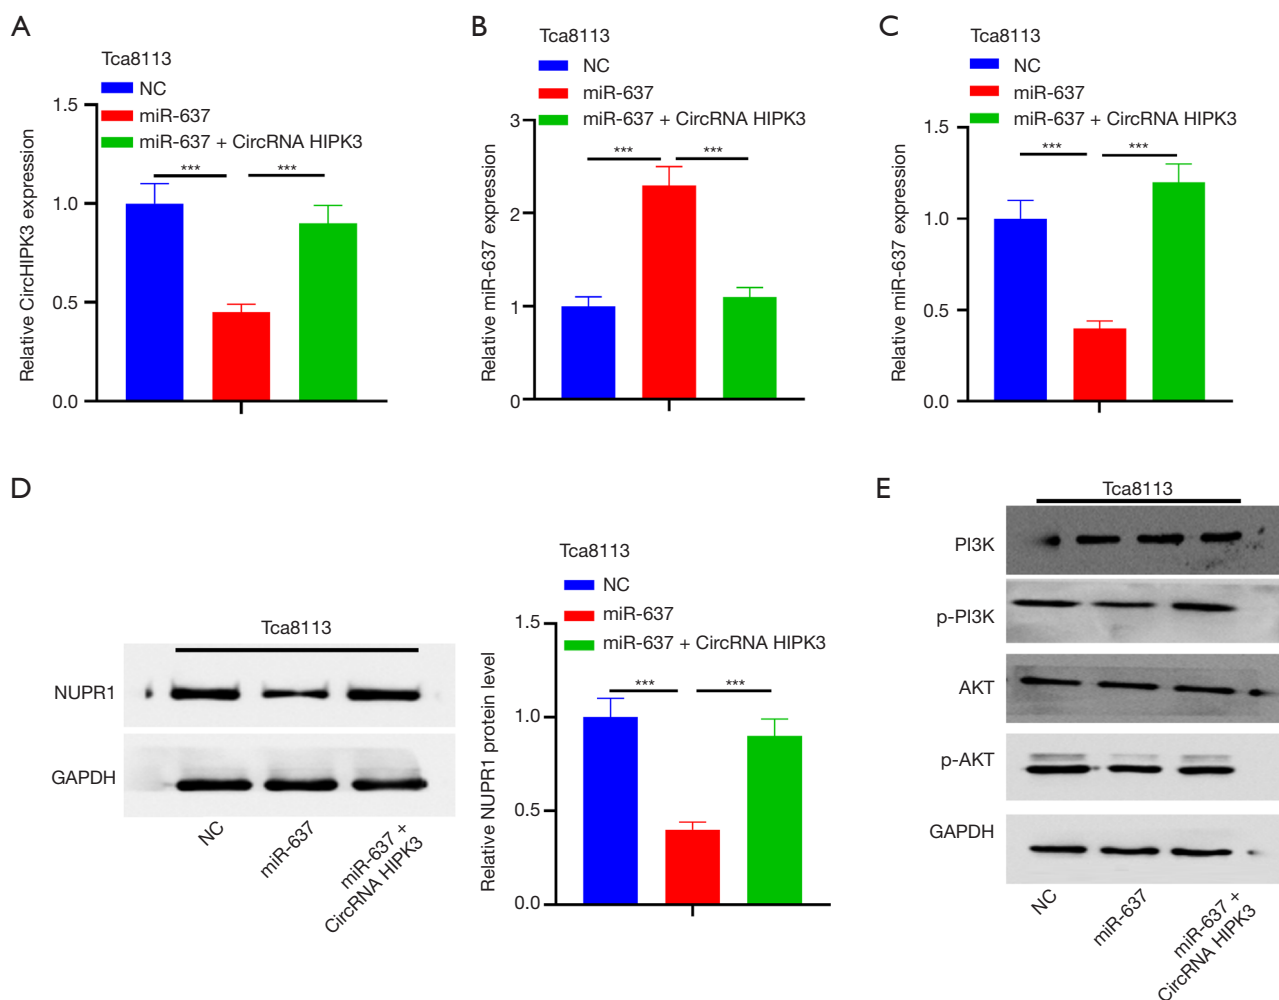 A
Tca8113
NC
miR-637
miR-637 + CircRNA HIPK3
Relative CircHIPK3 expression
1.5
1.0
0.5
0.0
***
***
B
Tca8113
NC
miR-637
miR-637 + CircRNA HIPK3
Relative miR-637 expression
3
2
1
0
***
***
C
Tca8113
NC
miR-637
miR-637 + CircRNA HIPK3
Relative miR-637 expression
1.5
1.0
0.5
0.0
***
***
D
Tca8113
NUPR1
GAPDH
NC
miR-637
miR-637 +
CircRNA HIPK3
Tca8113
NC
miR-637
miR-637 + CircRNA HIPK3
Relative NUPR1 protein level
1.5
1.0
0.5
0.0
***
***
E
Tca8113
PI3K
p-PI3K
AKT
p-AKT
GAPDH
NC
miR-637
miR-637 +
CircRNA HIPK3